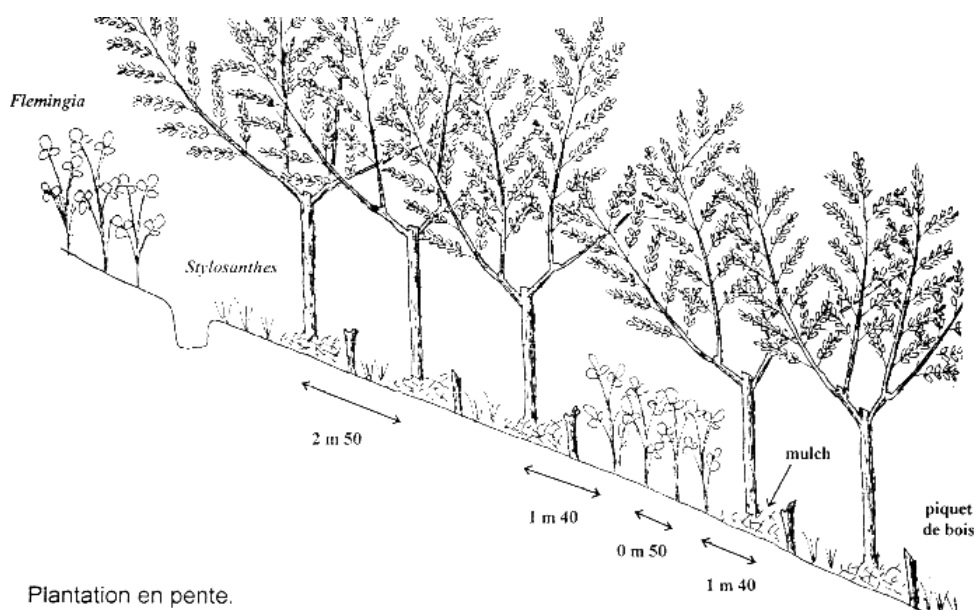 Flemingia
Stylosanthes
2 m 50
1 m 40
mulch
0 m 50
piquet
de bois
1 m 40
Plantation en pente.